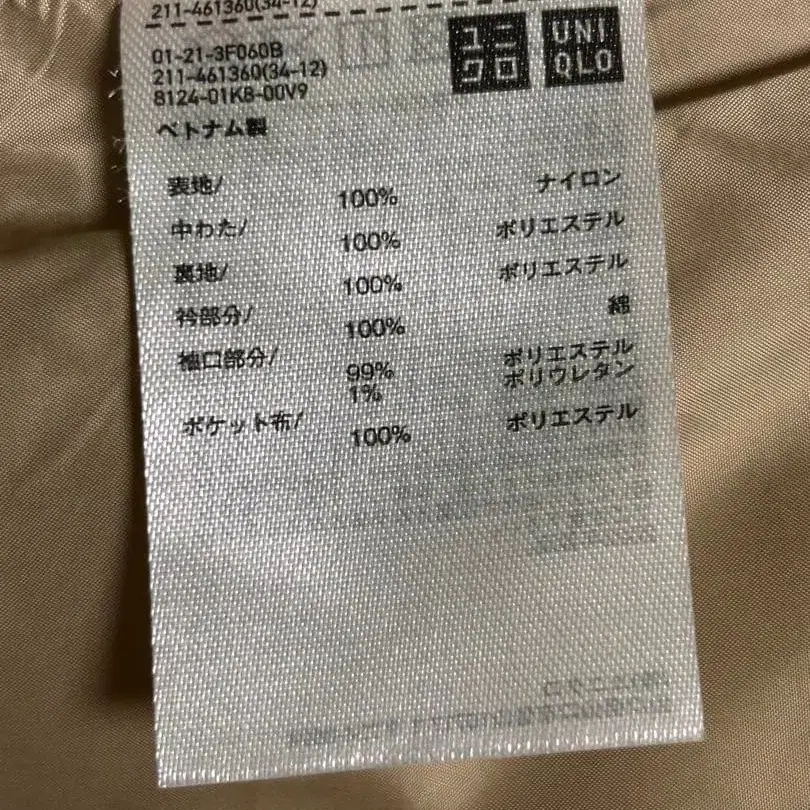 211-461360(34-12)
01-21-3F060B
211-461360(34-12)
8124-01K8-00V9
ユニ
クロ
UNI
QLO
ベトナム製
表地/ 100% ナイロン
中わた/ 100% ポリエステル
裏地/ 100% ポリエステル
衿部分/ 100% 綿
袖口部分/ 99% ポリエステル
1% ポリウレタン
ポケット布/ 100% ポリエステル